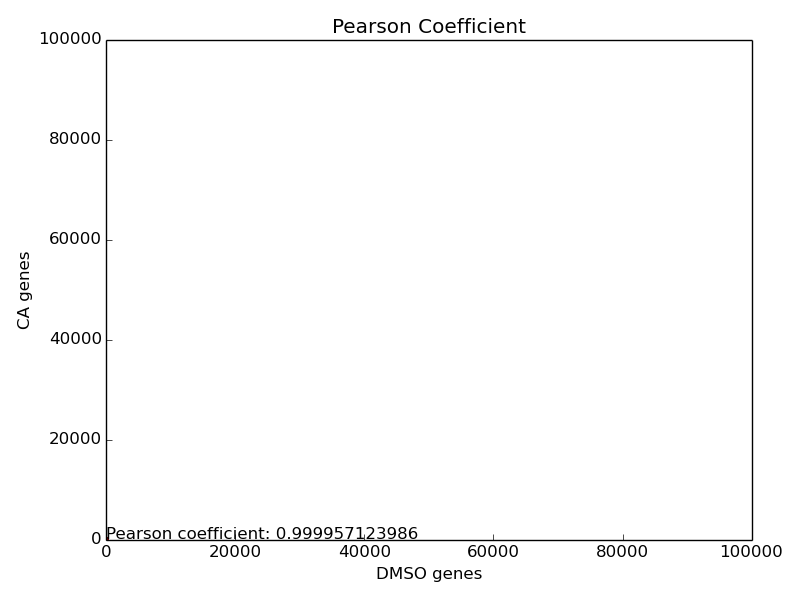 Pearson Coefficient
100000
80000
60000
40000
20000
0
CA genes
Pearson coefficient: 0.999957123986
0 20000 40000 60000 80000 100000
DMSO genes